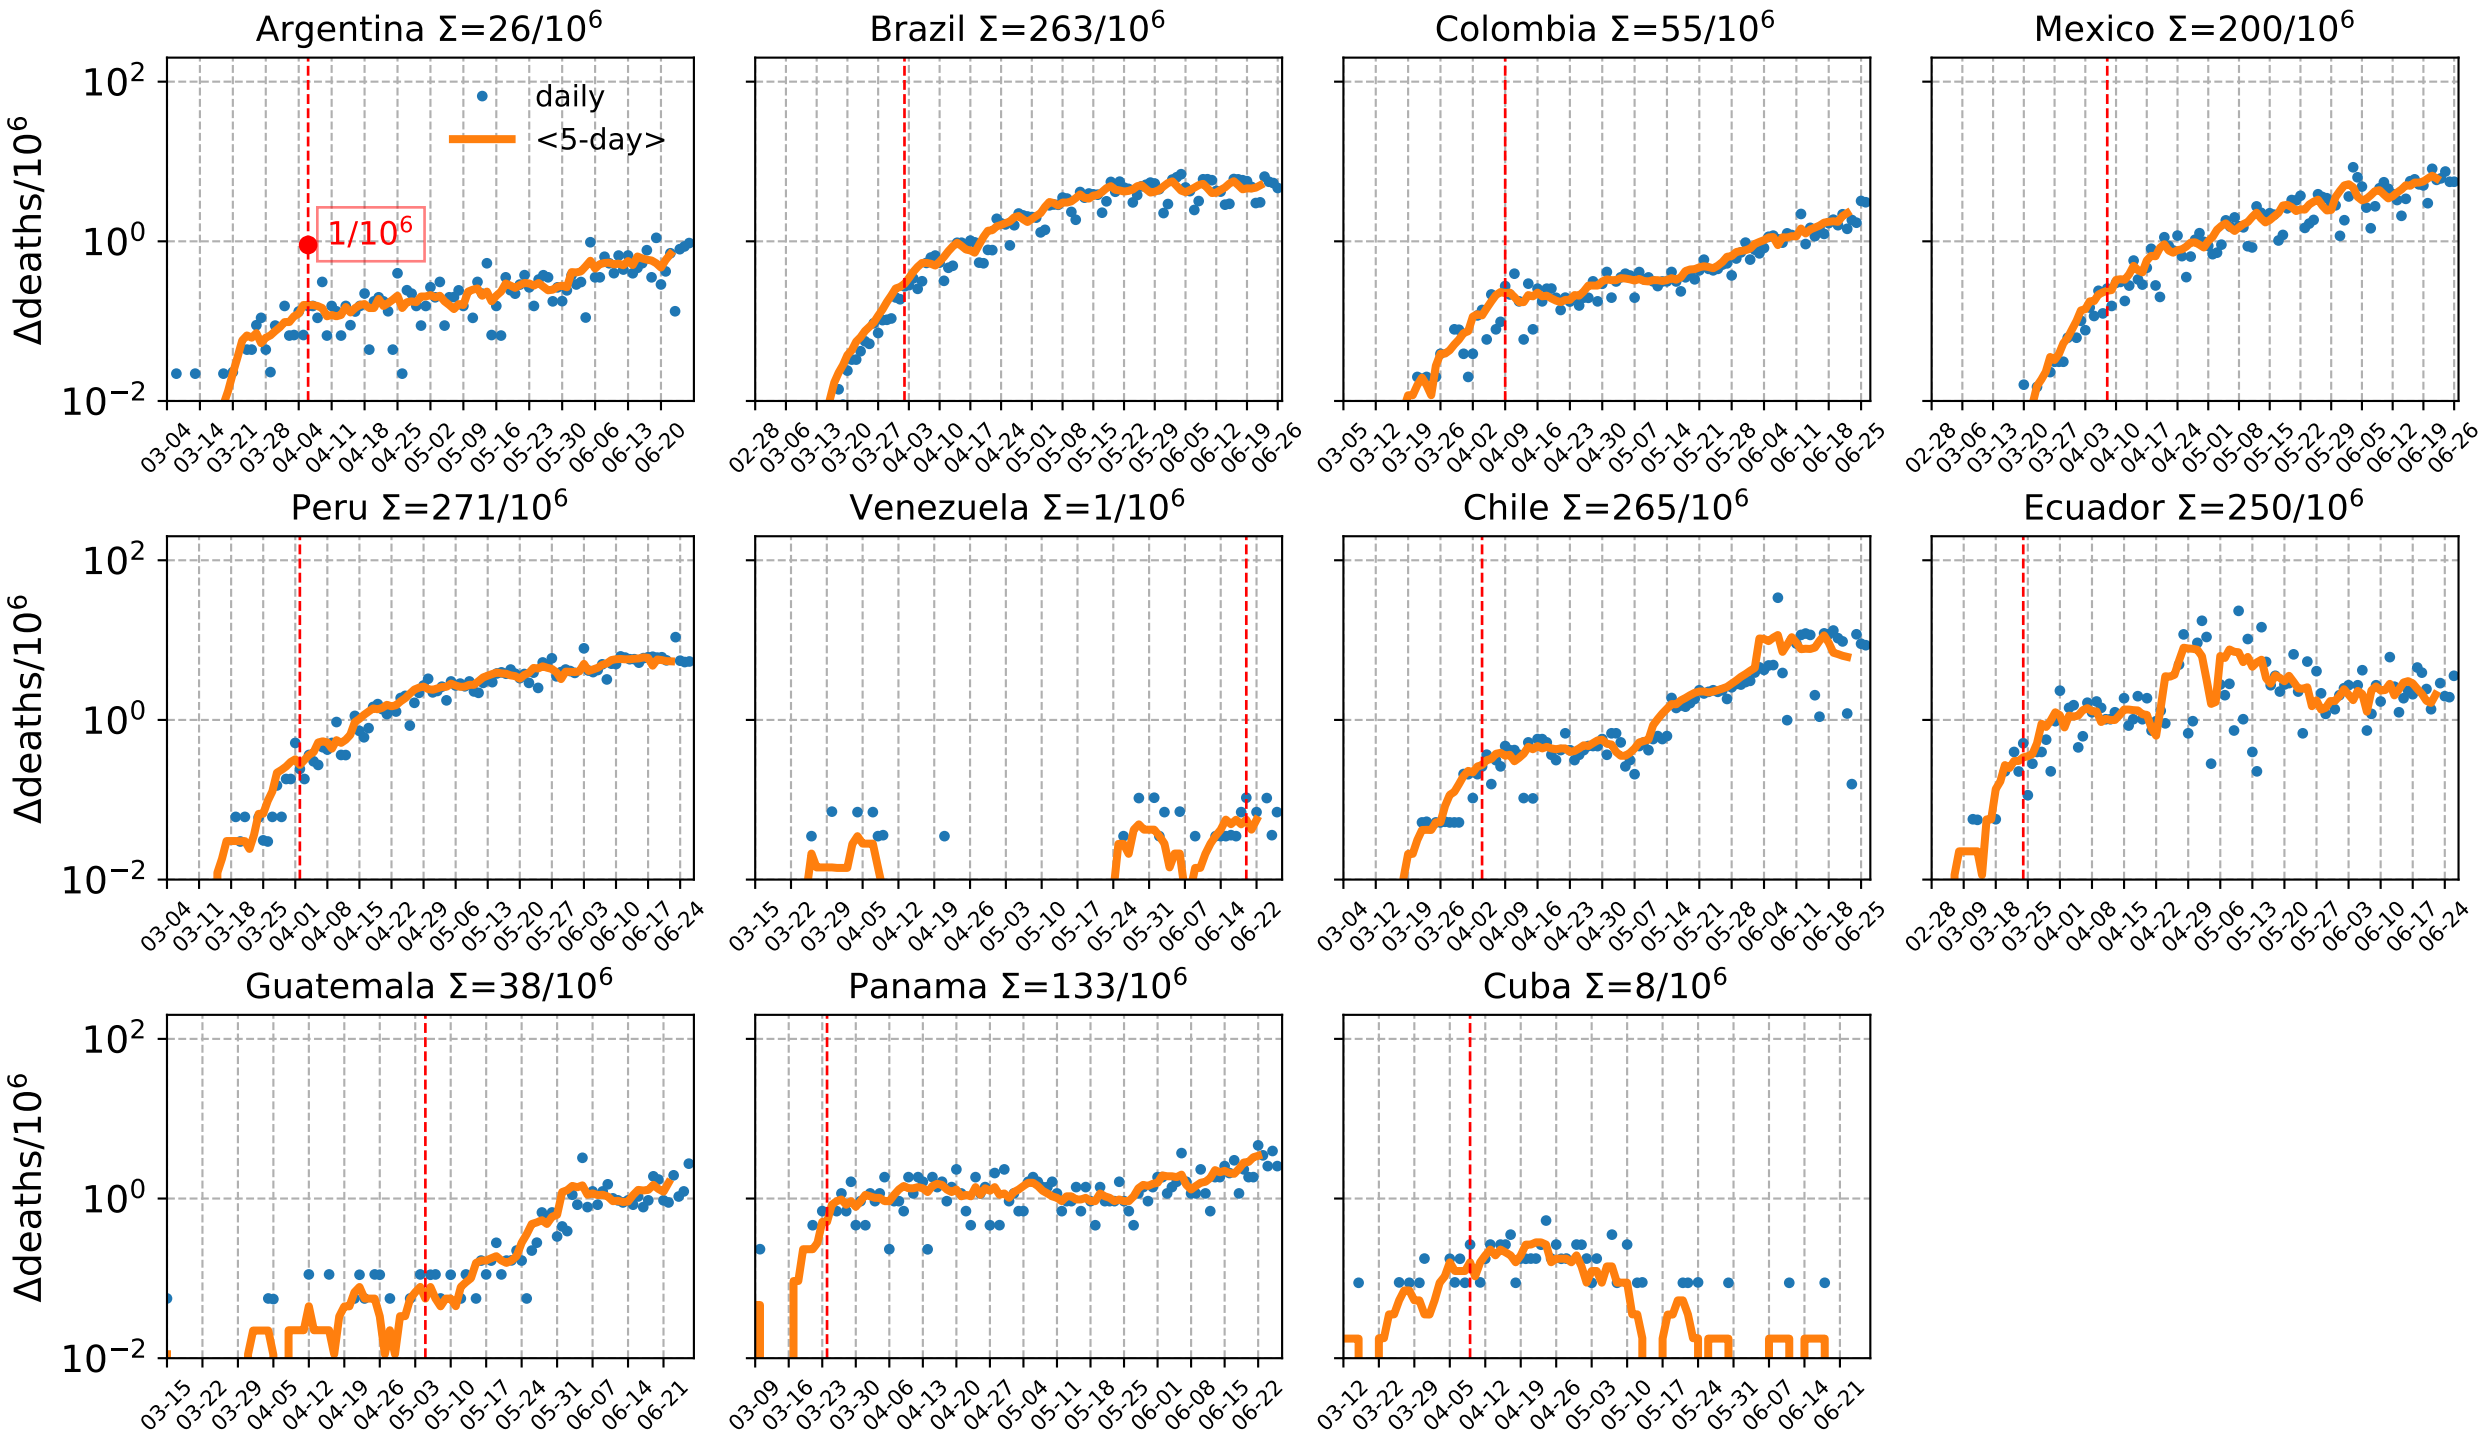 Argentina Σ=26/10⁶
Brazil Σ=263/10⁶
Colombia Σ=55/10⁶
Mexico Σ=200/10⁶
Δdeaths/10⁶
10²
10⁰
10⁻²
daily
<5-day>
1/10⁶
03-04 03-14 03-21 03-28 04-04 04-11 04-18 04-25 05-02 05-09 05-16 05-23 05-30 06-06 06-13 06-20
02-28 03-06 03-13 03-20 03-27 04-03 04-10 04-17 04-24 05-01 05-08 05-15 05-22 05-29 06-05 06-12 06-19 06-26
03-05 03-12 03-19 03-26 04-02 04-09 04-16 04-23 04-30 05-07 05-14 05-21 05-28 06-04 06-11 06-18 06-25
02-28 03-06 03-13 03-20 03-27 04-03 04-10 04-17 04-24 05-01 05-08 05-15 05-22 05-29 06-05 06-12 06-19 06-26
Peru Σ=271/10⁶
Venezuela Σ=1/10⁶
Chile Σ=265/10⁶
Ecuador Σ=250/10⁶
Δdeaths/10⁶
10²
10⁰
10⁻²
03-04 03-11 03-18 03-25 04-01 04-08 04-15 04-22 04-29 05-06 05-13 05-20 05-27 06-03 06-10 06-17 06-24
03-15 03-22 03-29 04-05 04-12 04-19 04-26 05-03 05-10 05-17 05-24 05-31 06-07 06-14 06-22
03-04 03-12 03-19 03-26 04-02 04-09 04-16 04-23 04-30 05-07 05-14 05-21 05-28 06-04 06-11 06-18 06-25
02-28 03-09 03-18 03-25 04-01 04-08 04-15 04-22 04-29 05-06 05-13 05-20 05-27 06-03 06-10 06-17 06-24
Guatemala Σ=38/10⁶
Panama Σ=133/10⁶
Cuba Σ=8/10⁶
Δdeaths/10⁶
10²
10⁰
10⁻²
03-15 03-22 03-29 04-05 04-12 04-19 04-26 05-03 05-10 05-17 05-24 05-31 06-07 06-14 06-21
03-09 03-16 03-23 03-30 04-06 04-13 04-20 04-27 05-04 05-11 05-18 05-25 06-01 06-08 06-15 06-22
03-12 03-22 03-29 04-05 04-12 04-19 04-26 05-03 05-10 05-17 05-24 05-31 06-07 06-14 06-21